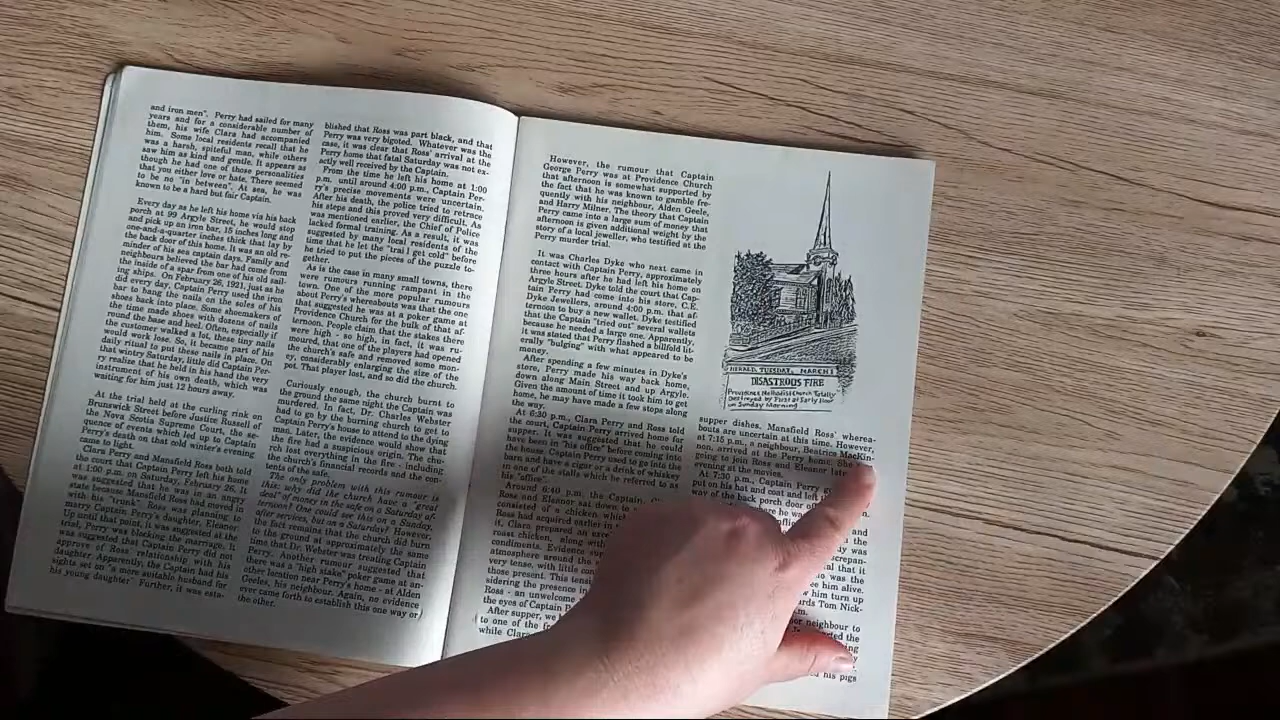 and iron men". Perry had sailed for many
years and for a considerable number of
them, his wife Clara had accompanied
him. Some local residents recall that he
was a harsh, spiteful man, while others
saw him as kind and gentle. It appears as
though he had one of those personalities
that you either love or hate. There seemed
to be no "in between". At sea, he was
known to be a hard but fair Captain.
Every day as he left his home via his back
porch at 99 Argyle Street, he would stop
and pick up an iron bar, 15 inches long and
one-and-a-quarter inches thick that lay by
the back door of this home. It was an old re-
minder of his sea captain days. Family and
neighbours believed the bar had come from
the inside of a spar from one of his old sail-
ing ships. On February 26, 1921, just as he
did every day, Captain Perry used the iron
bar to hang the nails on the soles of his
shoes back into place. Some shoemakers of
the time made shoes with dozens of nails
round the base and heel. Often, especially if
the customer walked a lot, these tiny nails
would work lose. So, it became part of his
daily ritual to put these nails in place. On
that wintry Saturday, little did Captain Per-
ry realize that he held in his hand the very
instrument of his own death, which was
waiting for him just 12 hours away.
At the trial held at the curling rink on
Brunswick Street before Justice Russell of
the Nova Scotia Supreme Court, the se-
quence of events which led up to Captain
Perry's death on that cold winter's evening
came to light.
Clara Perry and Mansfield Ross both told
the court that Captain Perry left his home
at 1:00 p.m. on Saturday, February 26. It
was suggested that he was in an angry
state because Mansfield Ross had moved in
with his "trunk". Ross was planning to
marry Captain Perry's daughter, Eleanor.
Up until that point, it was suggested at the
trial, Perry was blocking the marriage. It
was suggested that Captain Perry did not
approve of Ross' relationship with his
daughter. Apparently, the Captain had his
sights set on "a more suitable husband for
his young daughter" Further, it was esta-
blished that Ross was part black, and that
Perry was very bigoted. Whatever was the
case, it was clear that Ross' arrival at the
Perry home that fatal Saturday was not ex-
actly well received by the Captain.
From the time he left his home at 1:00
p.m. until around 4:00 p.m., Captain Per-
ry's precise movements were uncertain.
After his death, the police tried to retrace
his steps and this proved very difficult. As
was mentioned earlier, the Chief of Police
lacked formal training. As a result, it was
suggested by many local residents of the
time that he let the "trail get cold" before
he tried to put the pieces of the puzzle to-
gether.
As is the case in many small towns, there
were rumours running rampant in the
town. One of the more popular rumours
about Perry's whereabouts was the one
that suggested he was at a poker game at
Providence Church for the bulk of that af-
ternoon. People claim that the stakes there
were high - so high, in fact, it was ru-
moured, that one of the players had opened
the church's safe and removed some mon-
ey, considerably enlarging the size of the
pot. That player lost, and so did the church.
Curiously enough, the church burnt to
the ground the same night the Captain was
murdered. In fact, Dr. Charles Webster
had to go by the burning church to get to
Perry's house to attend to the dying
man. Later, the evidence would show that
the fire had a suspicious origin. The chu-
rch lost everything in the fire - including
the church's financial records and the con-
tents of the safe.
The only problem with this rumour is
this: why did the church have a "great
deal" of money in the safe on a Saturday af-
ternoon? One could see this on a Sunday,
after services, but on a Saturday? However,
the fact remains that the church did burn
to the ground at approximately the same
time that Dr. Webster was treating Captain
Perry. Another rumour suggested that
there was a "high stake" poker game at an-
other location near Perry's home - at Alden
Geeles, his neighbour. Again, no evidence
ever came forth to establish this one way or
the other.
However, the rumour that Captain
George Perry was at Providence Church
that afternoon is somewhat supported by
the fact that he was known to gamble fre-
quently with his neighbour, Alden Geele,
and Harry Milner. The theory that Captain
Perry came into a large sum of money that
afternoon is given additional weight by the
story of a local jeweller, who testified at the
Perry murder trial.
It was Charles Dyke who next came in
contact with Captain Perry, approximately
three hours after he had left his home on
Argyle Street. Dyke told the court that Cap-
tain Perry had come into his store, C.E.
Dyke Jewellers, around 4:00 p.m. that af-
ternoon to buy a new wallet. Dyke testified
that the Captain "tried out" several wallets
because he needed a large one. Apparently,
it was stated that Perry flashed a billfold lit-
erally "bulging" with what appeared to be
money.
After spending a few minutes in Dyke's
store, Perry made his way back home,
down along Main Street and up Argyle.
Given the amount of time it took him to get
home, he may have made a few stops along
the way.
At 6:30 p.m., Clara Perry and Ross told
the court, Captain Perry arrived home for
supper. It was suggested that he could
have been in "his office" before coming into
the house. Captain Perry used to go into the
barn and have a cigar or a drink of whiskey
in one of the stalls which he referred to as
his "office".
Around 6:40 p.m. the Captain,
Ross and Eleanor sat down to
consisted of a chicken, which
Ross had acquired earlier in
it. Clara prepared an
roast chicken, along with
condiments. Evidence
atmosphere around the
very tense, with little
those present. This
sidering the presence
Ross - an unwelcome
the eyes of Captain
After supper, we
to one of the
while Clara
HERALD, TUESDAY, MARCH 1
DISASTROUS FIRE
Providence Methodist Church Totally
Destroyed by Fire at Early Hour
on Sunday Morning
supper dishes. Mansfield Ross' wherea-
bouts are uncertain at this time. However,
at 7:15 p.m., a neighbour, Beatrice MacKin-
non, arrived at the Perry home. She
going to join Ross and Eleanor
evening at the movies.
At 7:30 p.m., Captain Perry
put on his hat and coat and left
way of the back porch door
and
the
was
screpan-
that it
was the
ee him alive.
him turn up
Tom Nick-
neighbour to
the
his pigs